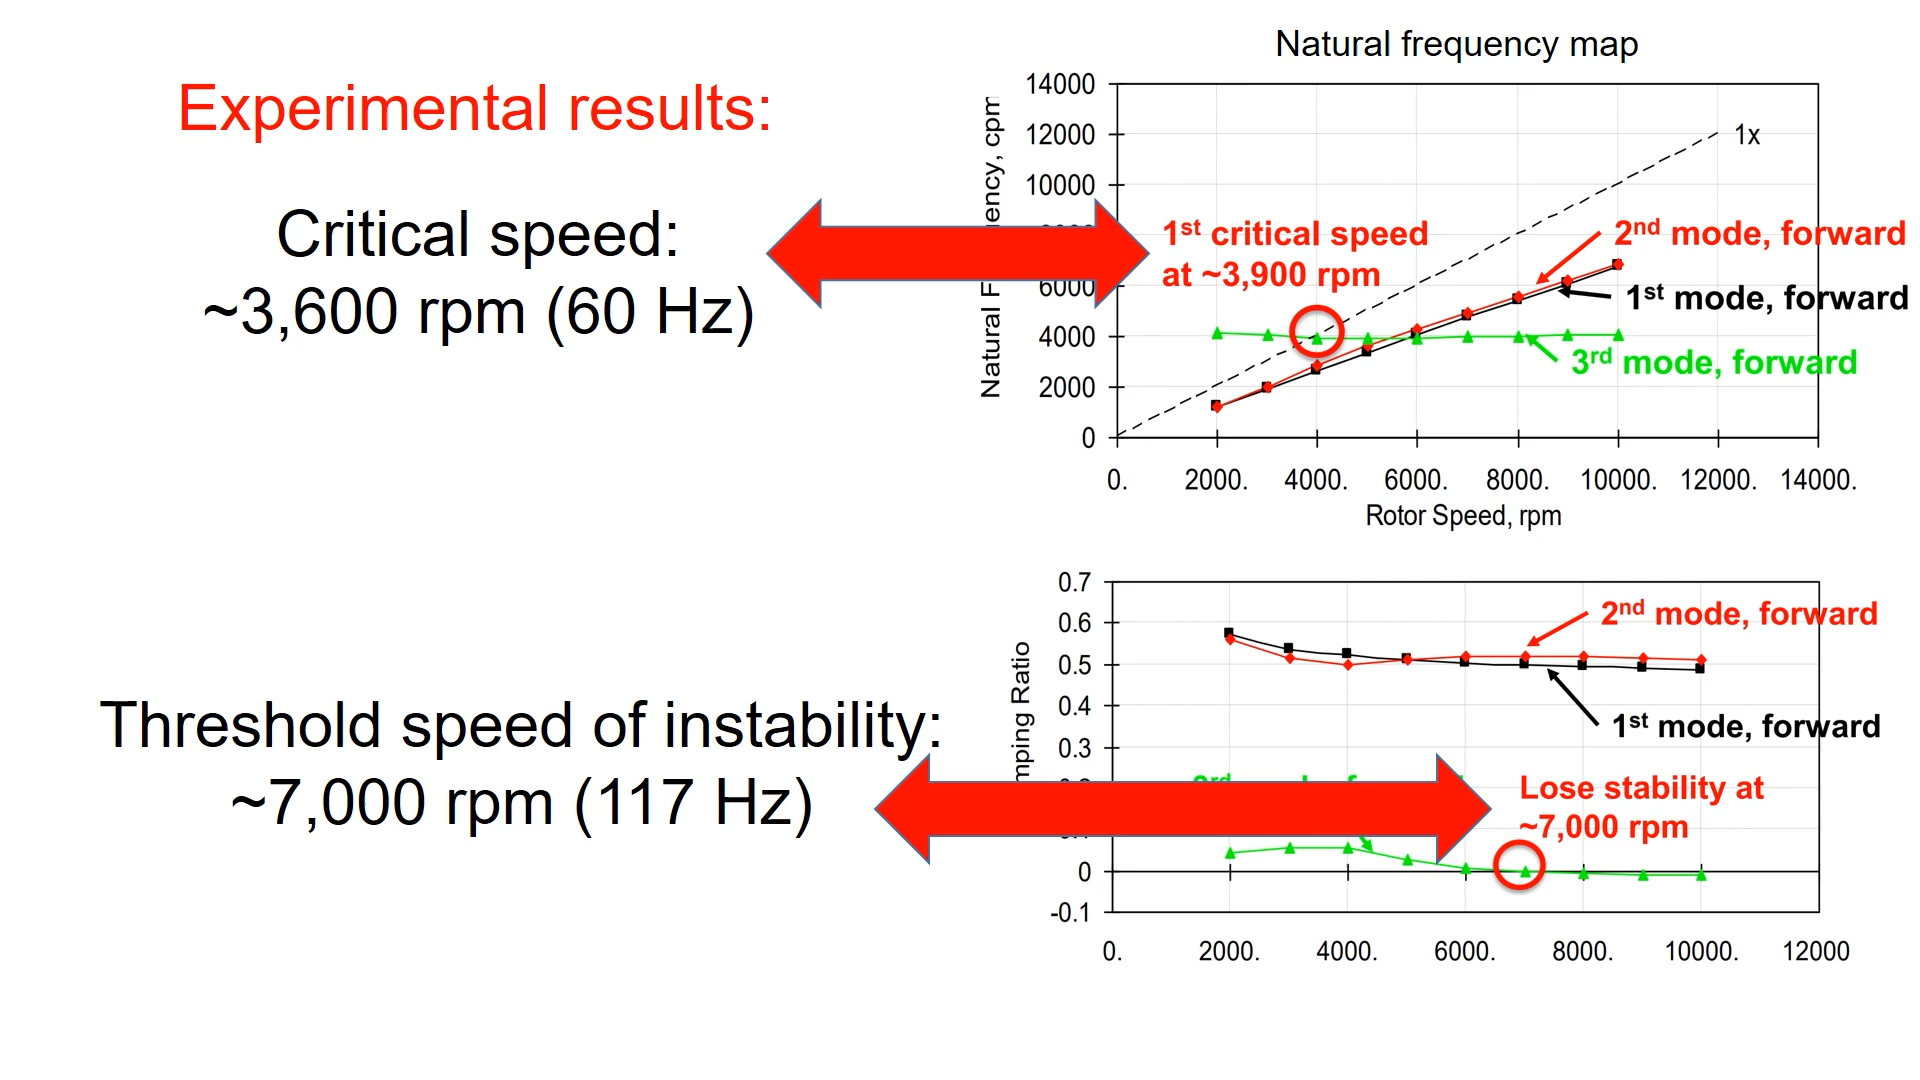 Experimental results:
Critical speed:
~3,600 rpm (60 Hz)
Threshold speed of instability:
~7,000 rpm (117 Hz)
Natural frequency map
14000
12000
10000
6000
4000
2000
0
1x
1st critical speed
at ~3,900 rpm
2nd mode, forward
1st mode, forward
3rd mode, forward
0. 2000. 4000. 6000. 8000. 10000. 12000. 14000.
Rotor Speed, rpm
0.7
0.6
0.5
0.4
0.3
0
-0.1
Ratio
2nd mode, forward
1st mode, forward
Lose stability at
~7,000 rpm
0. 2000. 4000. 6000. 8000. 10000. 12000